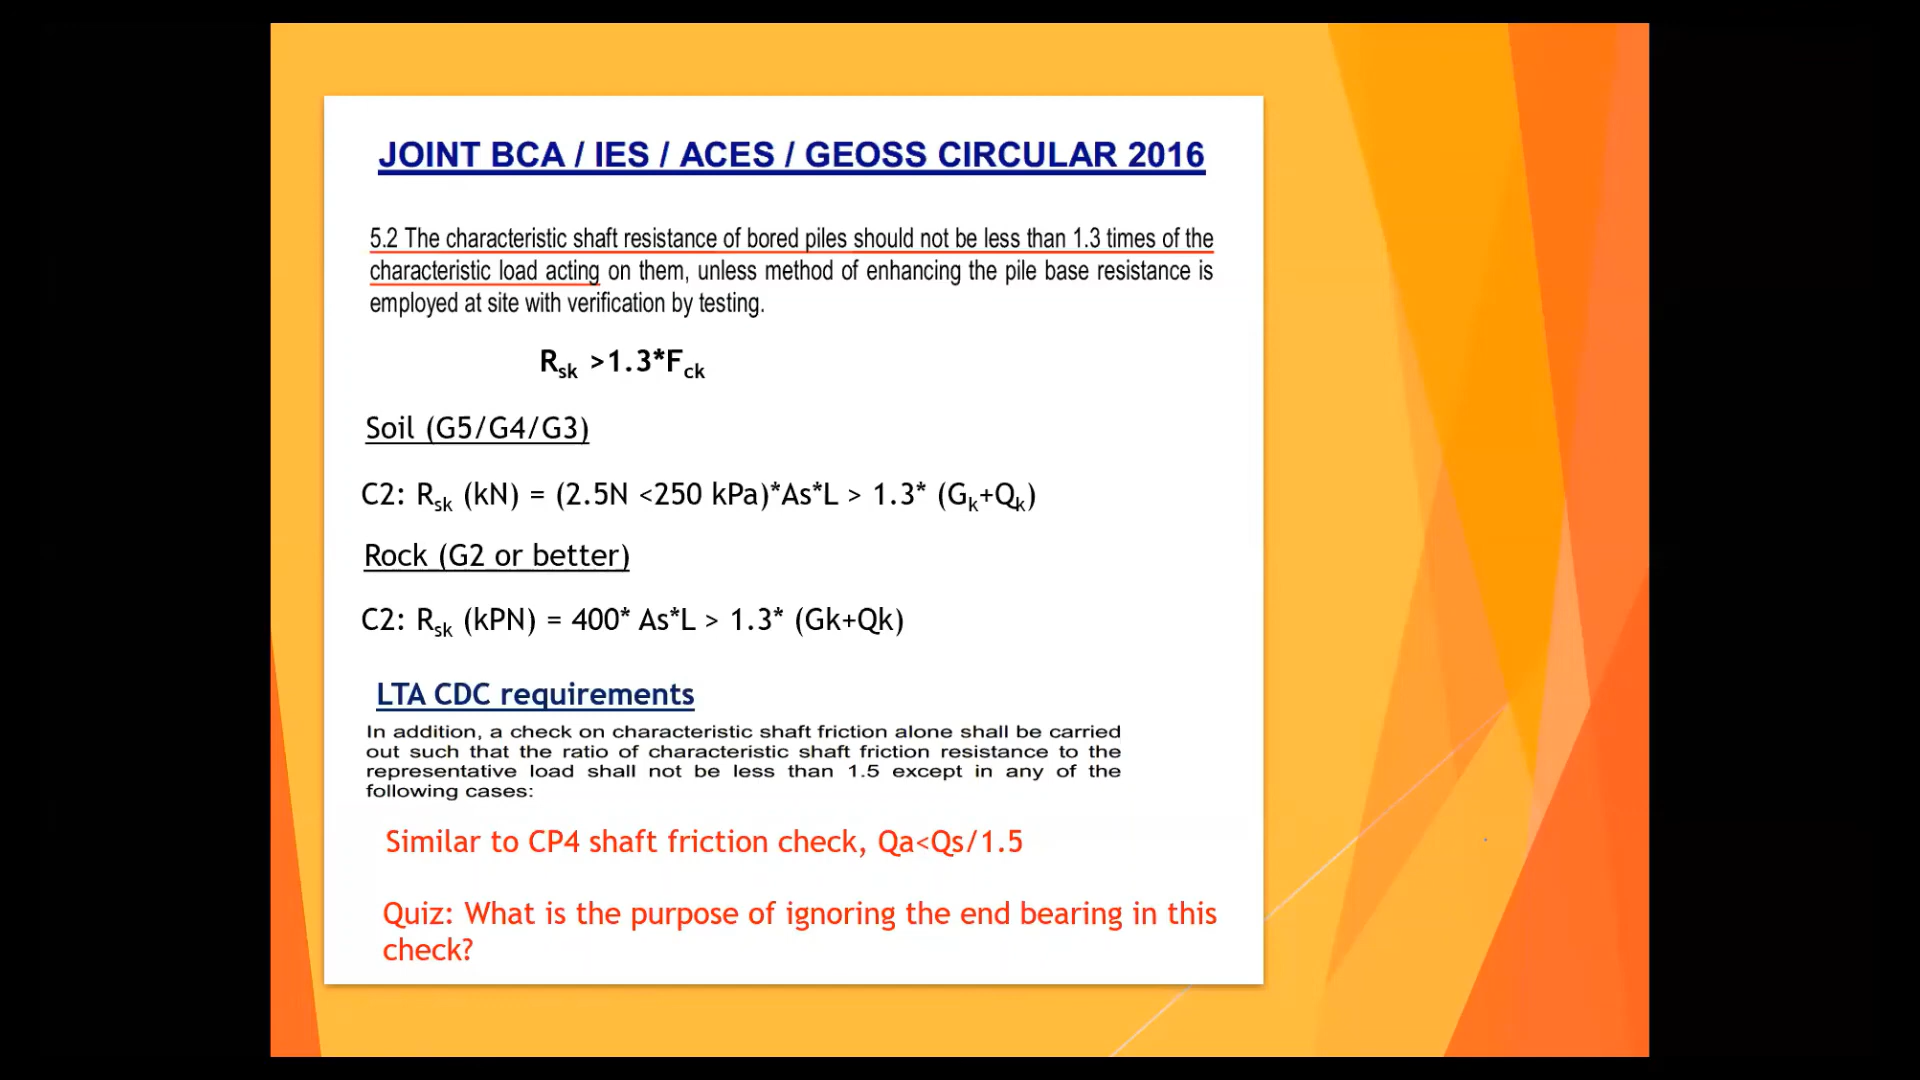 JOINT BCA / IES / ACES / GEOSS CIRCULAR 2016
5.2 The characteristic shaft resistance of bored piles should not be less than 1.3 times of the
characteristic load acting on them, unless method of enhancing the pile base resistance is
employed at site with verification by testing.
Rsk >1.3*Fck
Soil (G5/G4/G3)
C2: Rsk (kN) = (2.5N <250 kPa)*As*L > 1.3* (Gk+Qk)
Rock (G2 or better)
C2: Rsk (kPN) = 400* As*L > 1.3* (Gk+Qk)
LTA CDC requirements
In addition, a check on characteristic shaft friction alone shall be carried
out such that the ratio of characteristic shaft friction resistance to the
representative load shall not be less than 1.5 except in any of the
following cases:
Similar to CP4 shaft friction check, Qa<Qs/1.5
Quiz: What is the purpose of ignoring the end bearing in this
check?